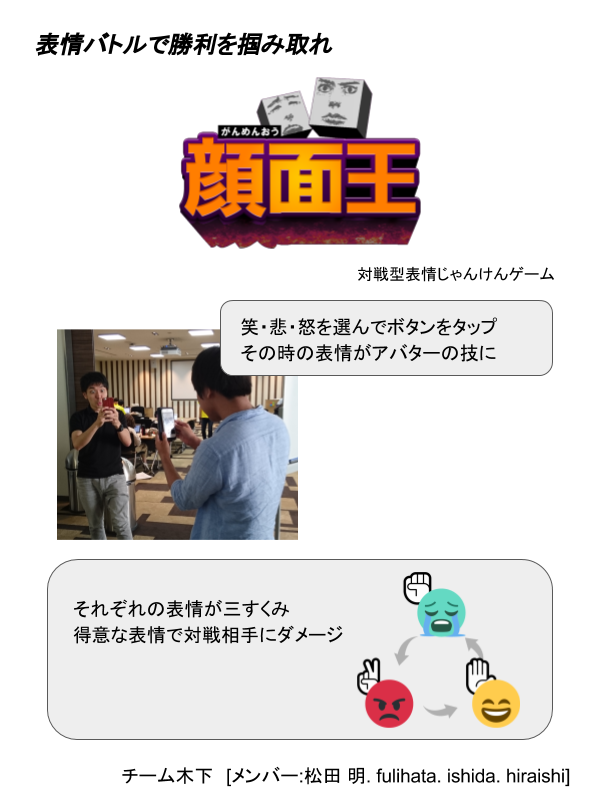 表情バトルで勝利を掴み取れ
がんめんおう
顔面王
対戦型表情じゃんけんゲーム
笑・悲・怒を選んでボタンをタップ
その時の表情がアバターの技に
それぞれの表情が三すくみ
得意な表情で対戦相手にダメージ
チーム木下 [メンバー:松田 明. fulihata. ishida. hiraishi]